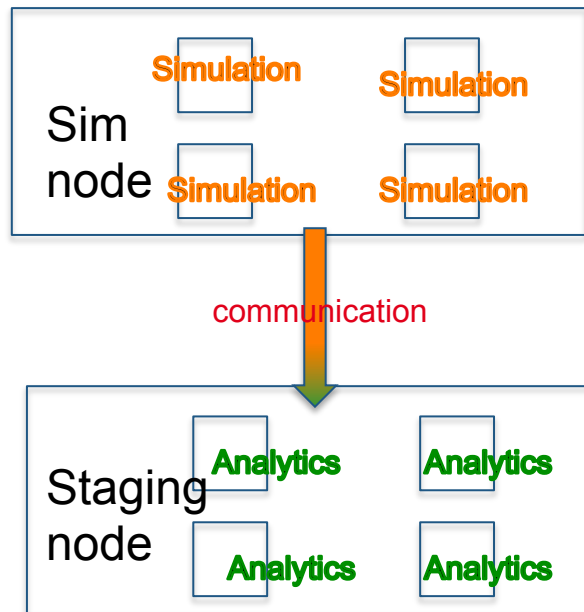 Simulation
Simulation
Sim
node
Simulation
Simulation
communication
Analytics
Analytics
Staging
node
Analytics
Analytics